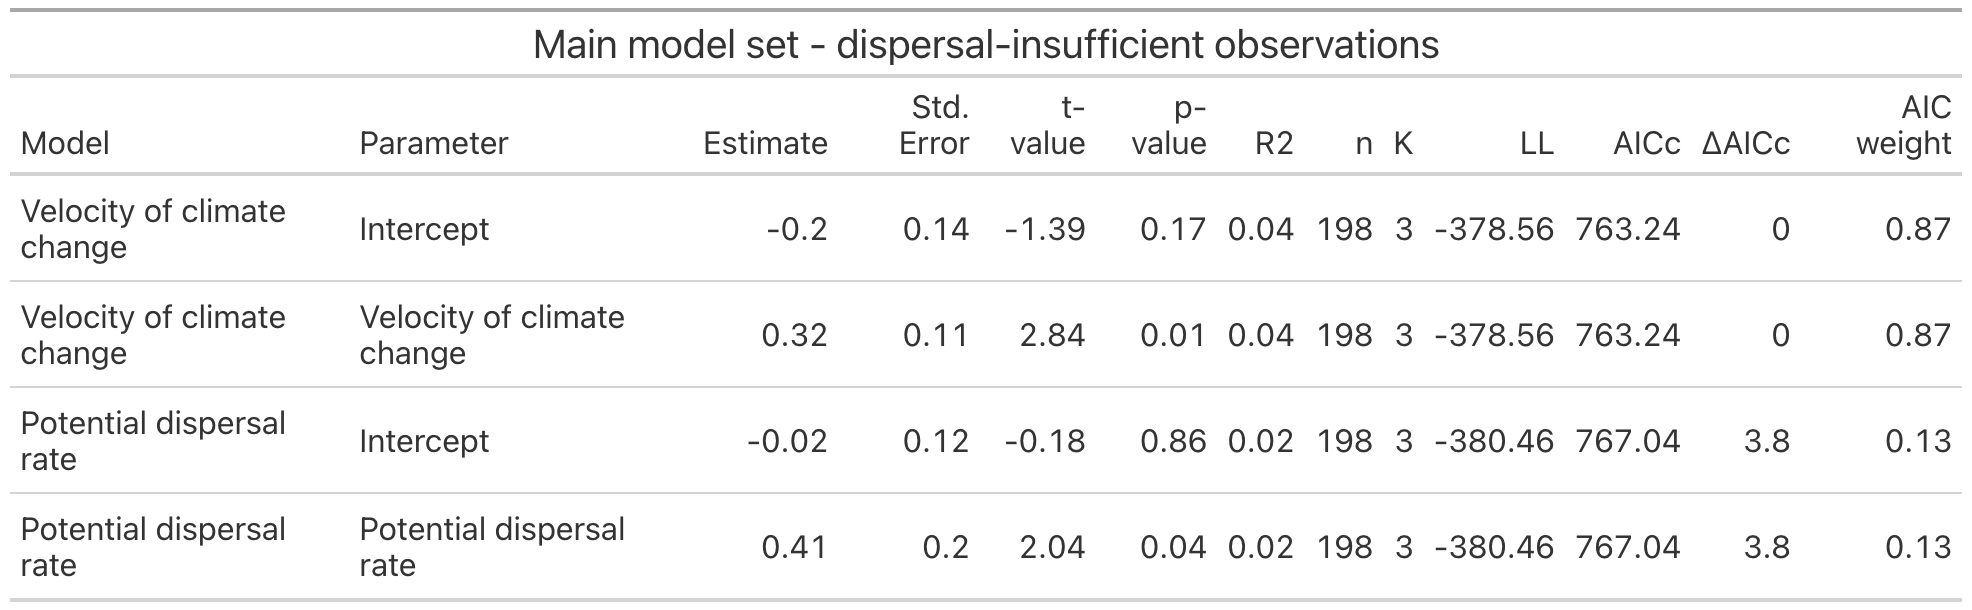 Main model set - dispersal-insufficient observations
Model Parameter Estimate Std. Error t-value p-value R2 n K LL AICc ΔAICc AIC weight
Velocity of climate change Intercept -0.2 0.14 -1.39 0.17 0.04 198 3 -378.56 763.24 0 0.87
Velocity of climate change Velocity of climate change 0.32 0.11 2.84 0.01 0.04 198 3 -378.56 763.24 0 0.87
Potential dispersal rate Intercept -0.02 0.12 -0.18 0.86 0.02 198 3 -380.46 767.04 3.8 0.13
Potential dispersal rate Potential dispersal rate 0.41 0.2 2.04 0.04 0.02 198 3 -380.46 767.04 3.8 0.13